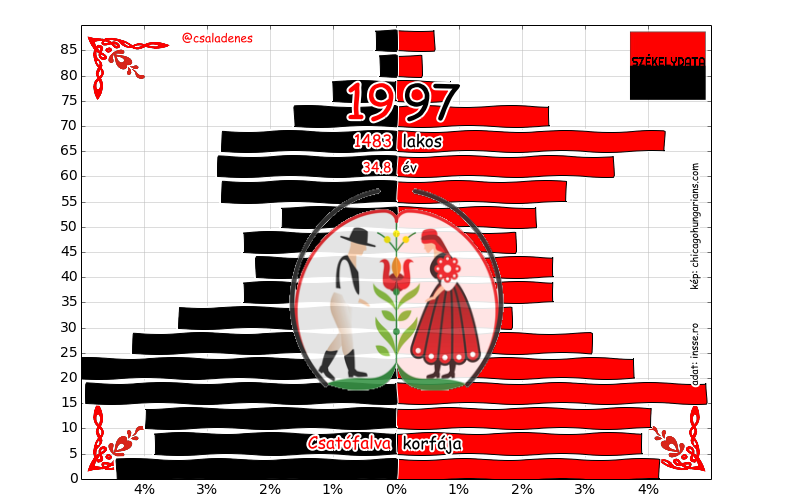 @csaladenes
SZÉKELYDATA
1997
1483 lakos
34.8 év
kép: chicagohungarians.com
adat: insse.ro
Csatófalva korfája
85
80
75
70
65
60
55
50
45
40
35
30
25
20
15
10
5
0
4% 3% 2% 1% 0% 1% 2% 3% 4%